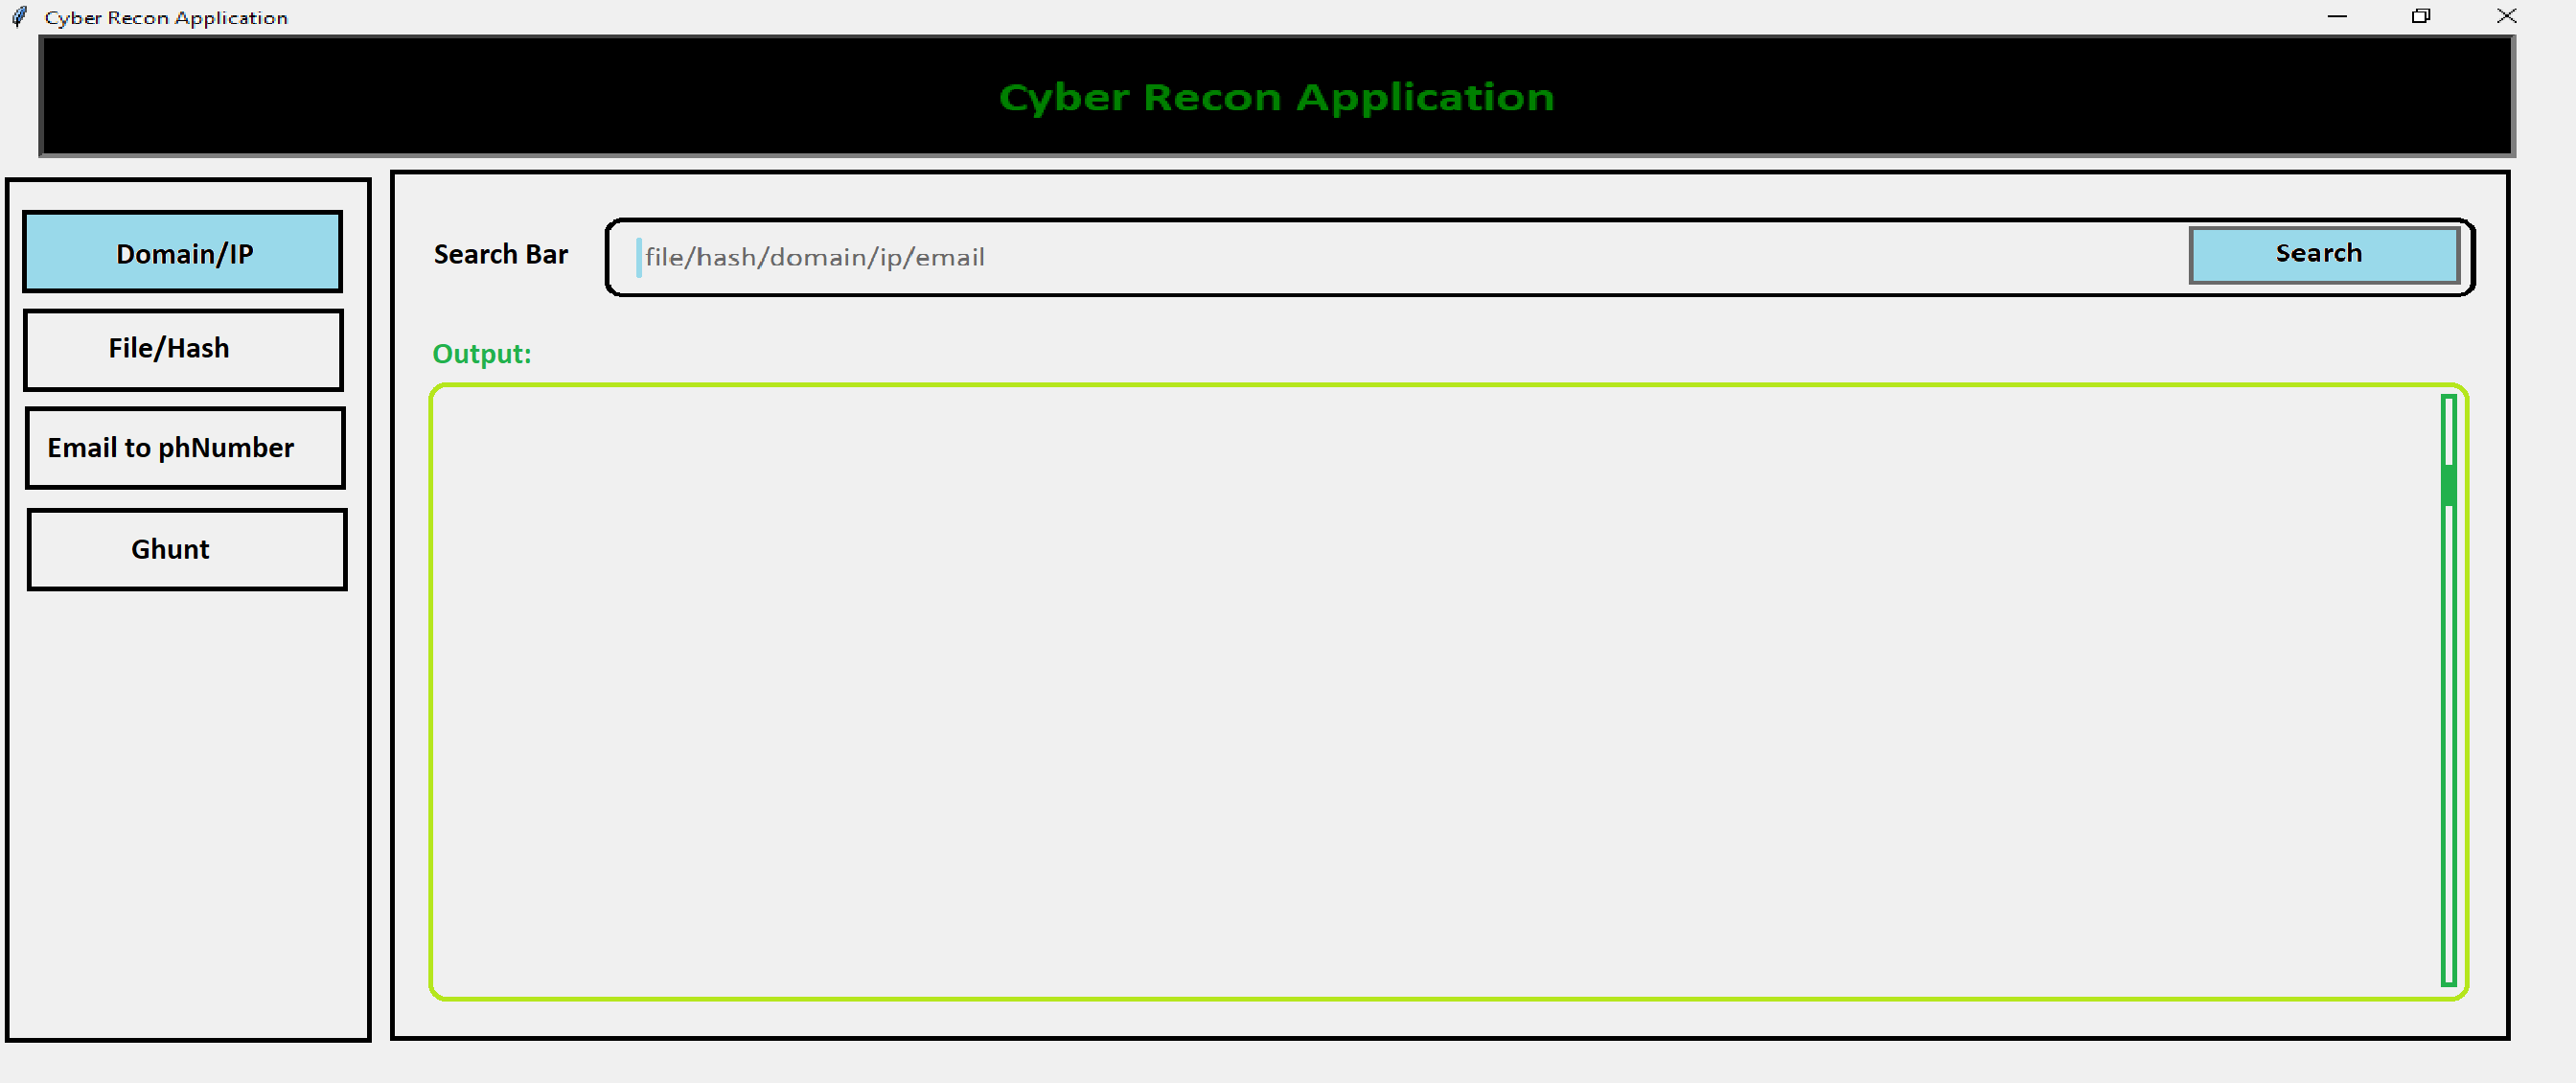 Cyber Recon Application
Cyber Recon Application
Domain/IP
File/Hash
Email to phNumber
Ghunt
Search Bar
file/hash/domain/ip/email
Search
Output: